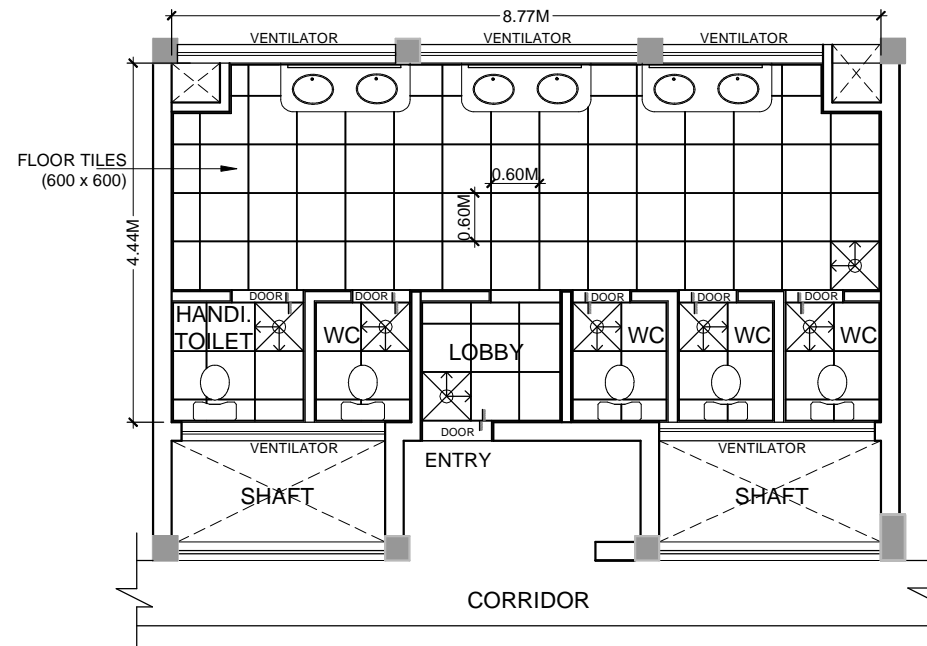 8.77M
VENTILATOR
VENTILATOR
VENTILATOR
FLOOR TILES
(600 x 600)
0.60M
0.60M
4.44M
DOOR
DOOR
DOOR
DOOR
DOOR
HANDI.
TOILET
WC
LOBBY
WC
WC
WC
DOOR
VENTILATOR
ENTRY
VENTILATOR
SHAFT
SHAFT
CORRIDOR